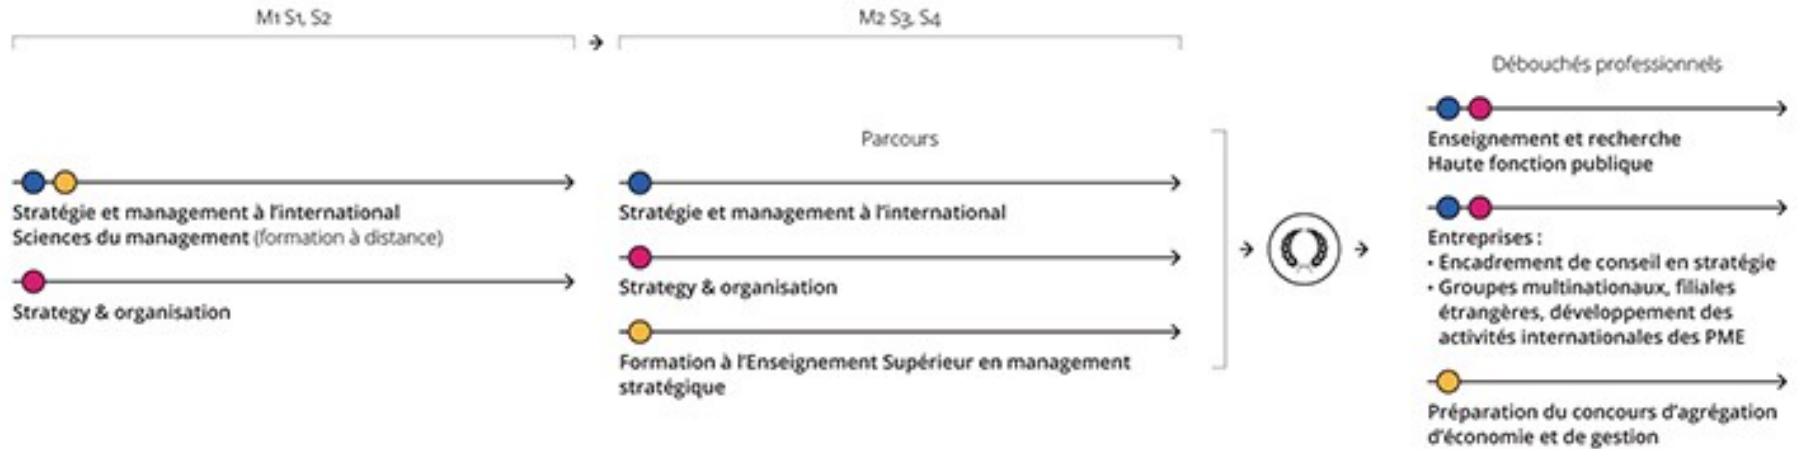 M1 S1, S2
Stratégie et management à l'international
Sciences du management (formation à distance)
Strategy & organisation
M2 S3, S4
Parcours
Stratégie et management à l'international
Strategy & organisation
Formation à l'Enseignement Supérieur en management
stratégique
Débouchés professionnels
Enseignement et recherche
Haute fonction publique
Entreprises :
• Encadrement de conseil en stratégie
• Groupes multinationaux, filiales
étrangères, développement des
activités internationales des PME
Préparation du concours d'agrégation
d'économie et de gestion